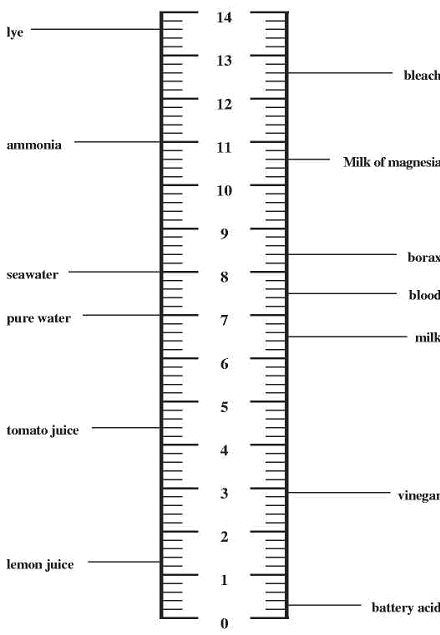 14
lye
13
bleach
12
ammonia
11
Milk of magnesia
10
9
borax
seawater
8
blood
pure water
7
milk
6
5
tomato juice
4
vinegar
3
2
lemon juice
1
battery acid
0